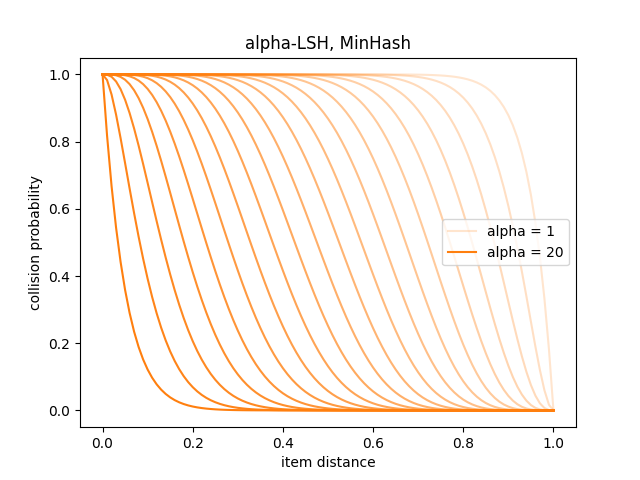 alpha-LSH, MinHash
1.0
0.8
0.6
0.4
0.2
0.0
collision probability
alpha = 1
alpha = 20
0.0 0.2 0.4 0.6 0.8 1.0
item distance